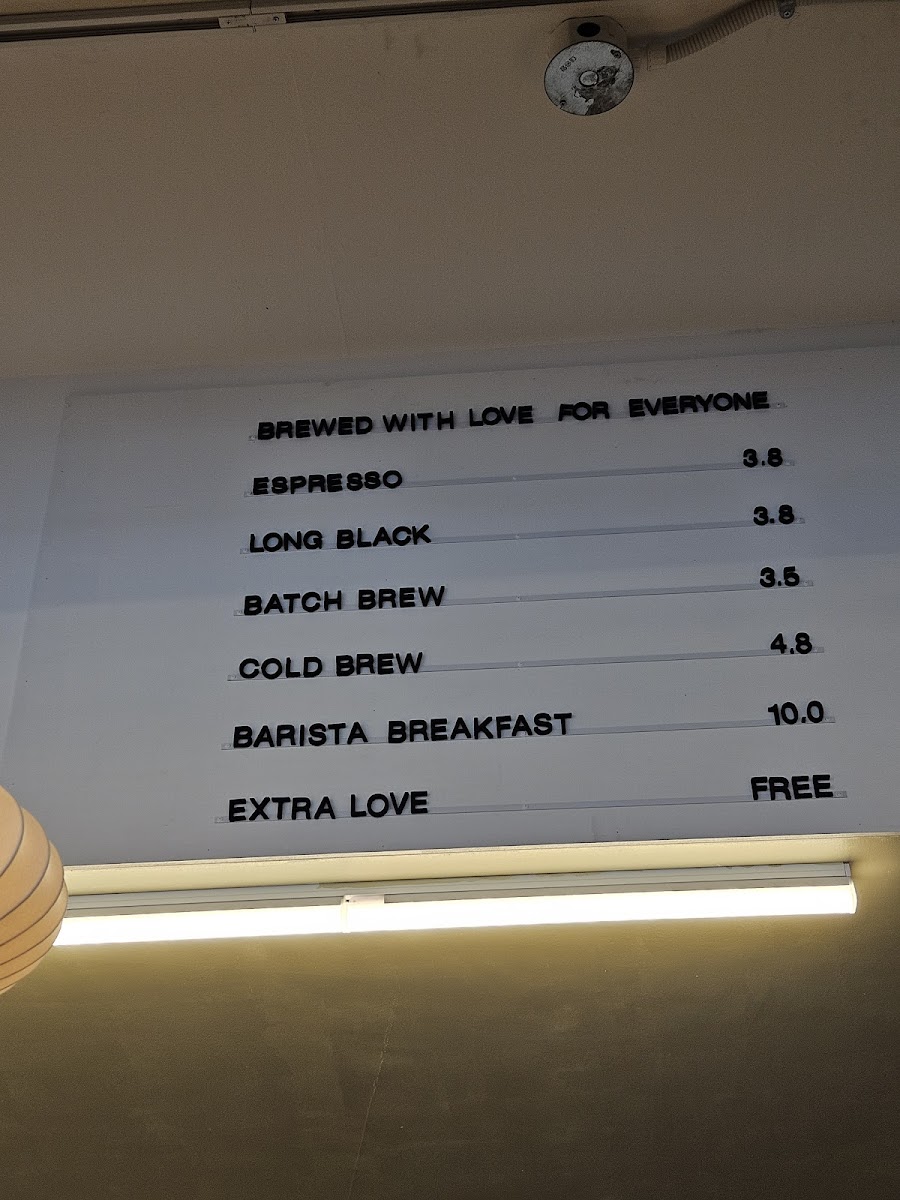 BREWED WITH LOVE FOR EVERYONE
ESPRESSO 3.8
LONG BLACK 3.8
BATCH BREW 3.5
COLD BREW 4.8
BARISTA BREAKFAST 10.0
EXTRA LOVE FREE